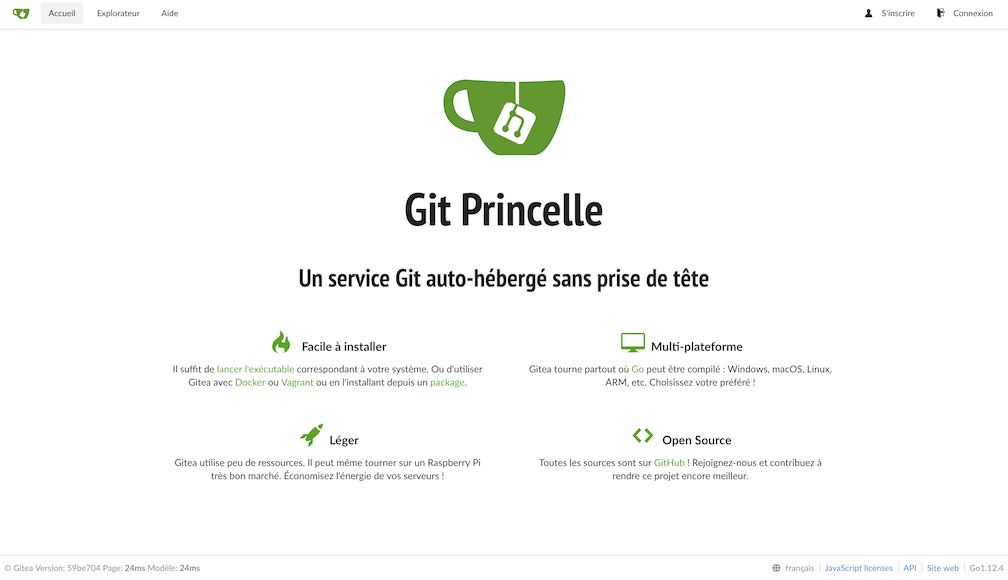 Accueil Explorateur Aide S'inscrire Connexion
Git Princelle
Un service Git auto-hébergé sans prise de tête
Facile à installer
Il suffit de lancer l'exécutable correspondant à votre système. Ou d'utiliser
Gitea avec Docker ou Vagrant ou en l'installant depuis un package.
Multi-plateforme
Gitea tourne partout où Go peut être compilé : Windows, macOS, Linux,
ARM, etc. Choisissez votre préféré !
Léger
Gitea utilise peu de ressources. Il peut même tourner sur un Raspberry Pi
très bon marché. Économisez l'énergie de vos serveurs !
Open Source
Toutes les sources sont sur GitHub ! Rejoignez-nous et contribuez à
rendre ce projet encore meilleur.
© Gitea Version: 59be704 Page: 24ms Modèle: 24ms français JavaScript licenses API Site web Go1.12.4